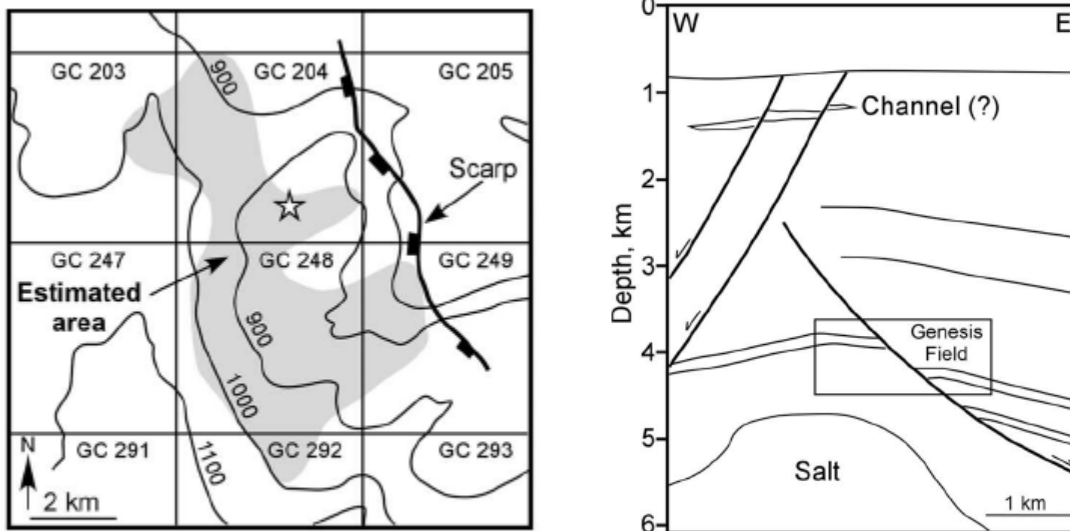 GC 203
GC 204
GC 205
900
Scarp
GC 247
GC 248
GC 249
Estimated
area
900
1000
GC 291
1100
GC 292
GC 293
N
2 km
0
W
E
1
Channel (?)
2
Depth, km
3
Genesis
Field
4
5
Salt
1 km
6